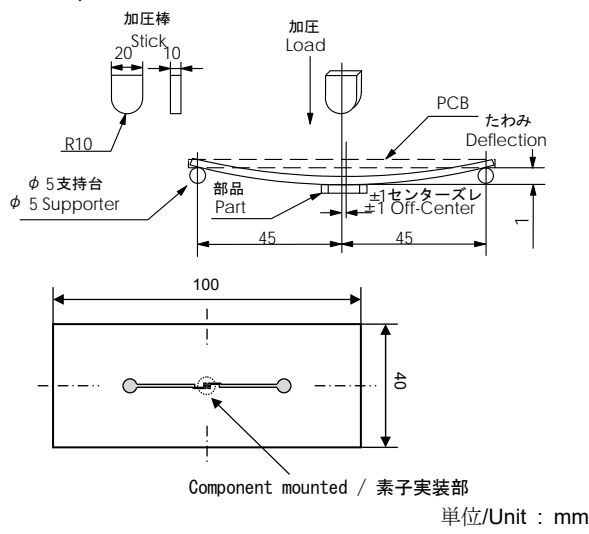 加圧棒
Stick
20
10
R10
加圧
Load
PCB
たわみ
Deflection
φ 5支持台
φ 5 Supporter
部品
Part
±1センターズレ
±1 Off-Center
45
45
1
100
40
Component mounted / 素子実装部
単位/Unit : mm